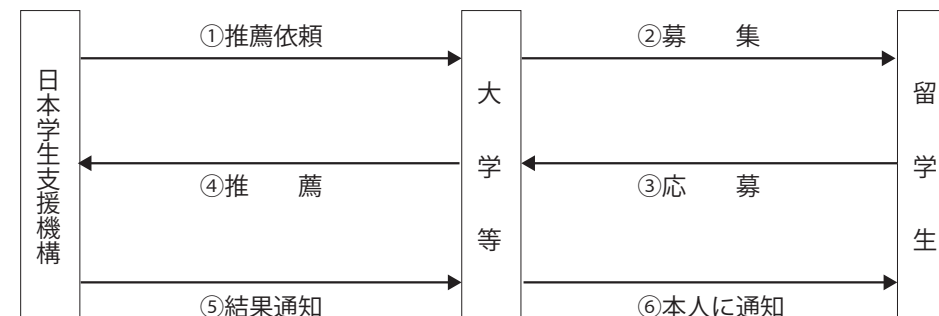 日本学生支援機構
①推薦依頼
大学等
②募　　集
留学生
④推　　薦
③応　　募
⑤結果通知
⑥本人に通知